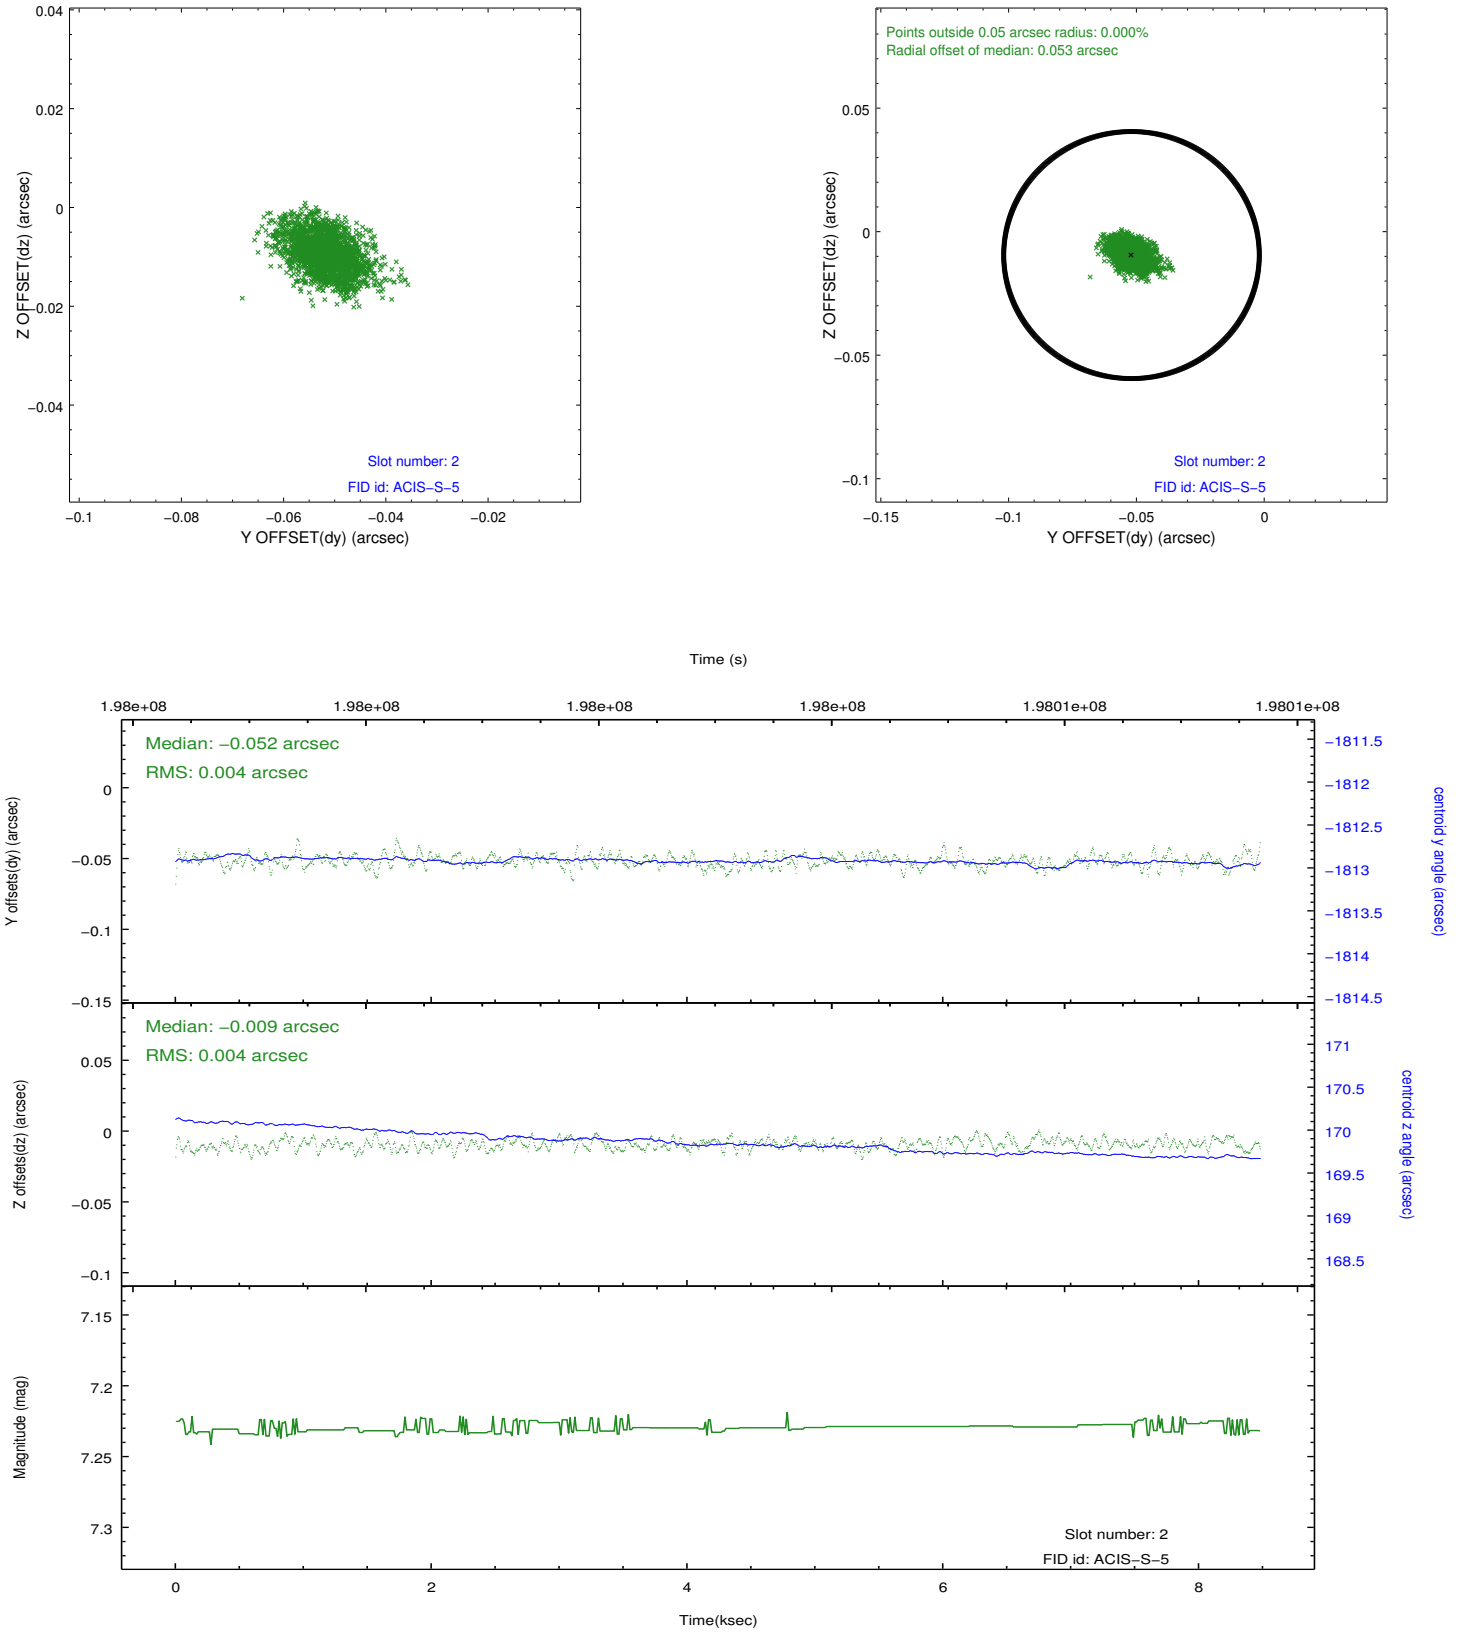 0.04
0.02
0
−0.02
−0.04
Z OFFSET(dz) (arcsec)
Slot number: 2
FID id: ACIS−S−5
−0.1 −0.08 −0.06 −0.04 −0.02
Y OFFSET(dy) (arcsec)
Points outside 0.05 arcsec radius: 0.000%
Radial offset of median: 0.053 arcsec
0.05
0
−0.05
−0.1
Z OFFSET(dz) (arcsec)
Slot number: 2
FID id: ACIS−S−5
−0.15 −0.1 −0.05 0
Y OFFSET(dy) (arcsec)
Time (s)
1.98e+08 1.98e+08 1.98e+08 1.98e+08 1.9801e+08 1.9801e+08
Median: −0.052 arcsec
RMS: 0.004 arcsec
0
−0.05
−0.1
−0.15
Y offsets(dy) (arcsec)
−1811.5
−1812
−1812.5
−1813
−1813.5
−1814
−1814.5
centroid y angle (arcsec)
Median: −0.009 arcsec
RMS: 0.004 arcsec
0.05
0
−0.05
−0.1
Z offsets(dz) (arcsec)
171
170.5
170
169.5
169
168.5
centroid z angle (arcsec)
7.15
7.2
7.25
7.3
Magnitude (mag)
Slot number: 2
FID id: ACIS−S−5
0 2 4 6 8
Time(ksec)